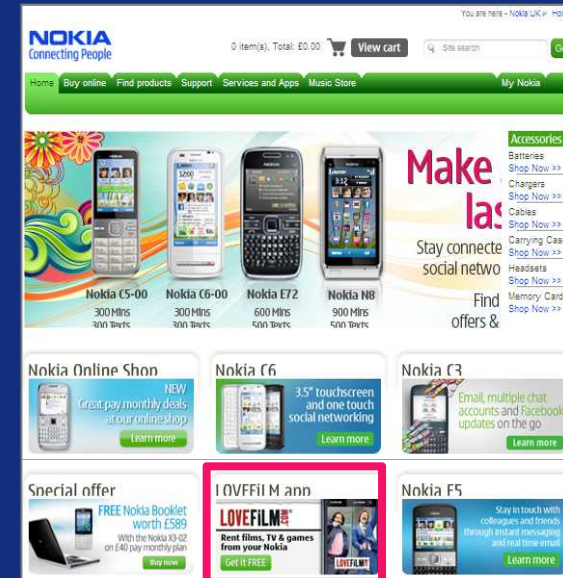 You are here - Nokia UK » Hom
NOKIA
Connecting People
0 item(s), Total: £0.00
View cart
Site search
Go
Home
Buy online
Find products
Support
Services and Apps
Music Store
My Nokia
Make
las
Stay connecte
social netwo
Find
offers &
Accessories
Batteries
Shop Now >>
Chargers
Shop Now >>
Cables
Shop Now >>
Carrying Case
Shop Now >>
Headsets
Shop Now >>
Memory Card
Shop Now >>
Nokia C5-00
300 Mins
300 Texts
Nokia C6-00
300 Mins
300 Texts
Nokia E72
600 Mins
500 Texts
Nokia N8
900 Mins
500 Texts
Nokia Online Shop
NEW
Great pay monthly deals
at our online shop
Learn more
Nokia C6
3.5" touchscreen
and one touch
social networking
Learn more
Nokia C3
Email, multiple chat
accounts and Facebook
updates on the go
Learn more
Special offer
FREE Nokia Booklet
worth £589
With the Nokia X3-02
on £40 pay monthly plan
Buy now
LOVEFiLM app
LOVEFiLM
Rent films, TV & games
from your Nokia
Get it FREE
LOVEFiLM
Nokia E5
Stay in touch with
colleagues and friends
through instant messaging
and real time email
Learn more